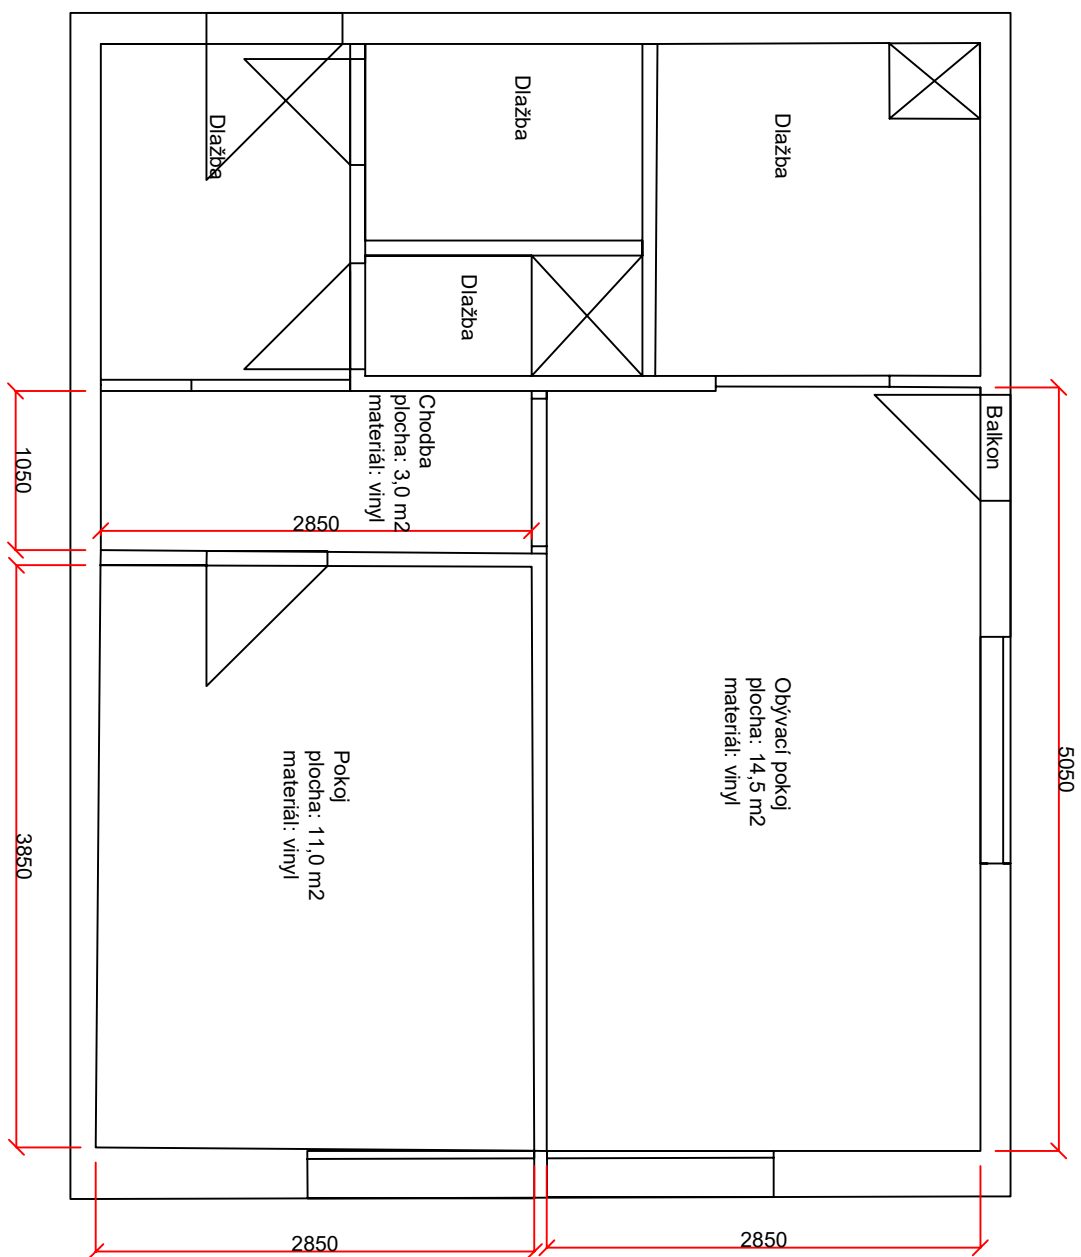 Dlažba
Dlažba
Dlažba
Dlažba
Balkon
Chodba
plocha: 3,0 m2
materiál: vinyl
1050
2850
Obývací pokoj
plocha: 14,5 m2
materiál: vinyl
5050
Pokoj
plocha: 11,0 m2
materiál: vinyl
3850
2850
2850